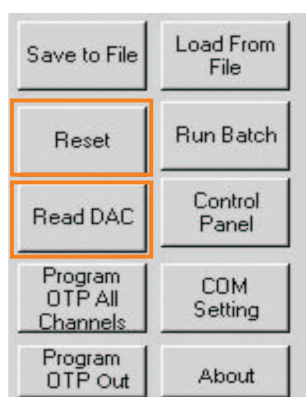 Save to File
Load From
File
Reset
Run Batch
Read DAC
Control
Panel
Program
OTP All
Channels
COM
Setting
Program
OTP Out
About